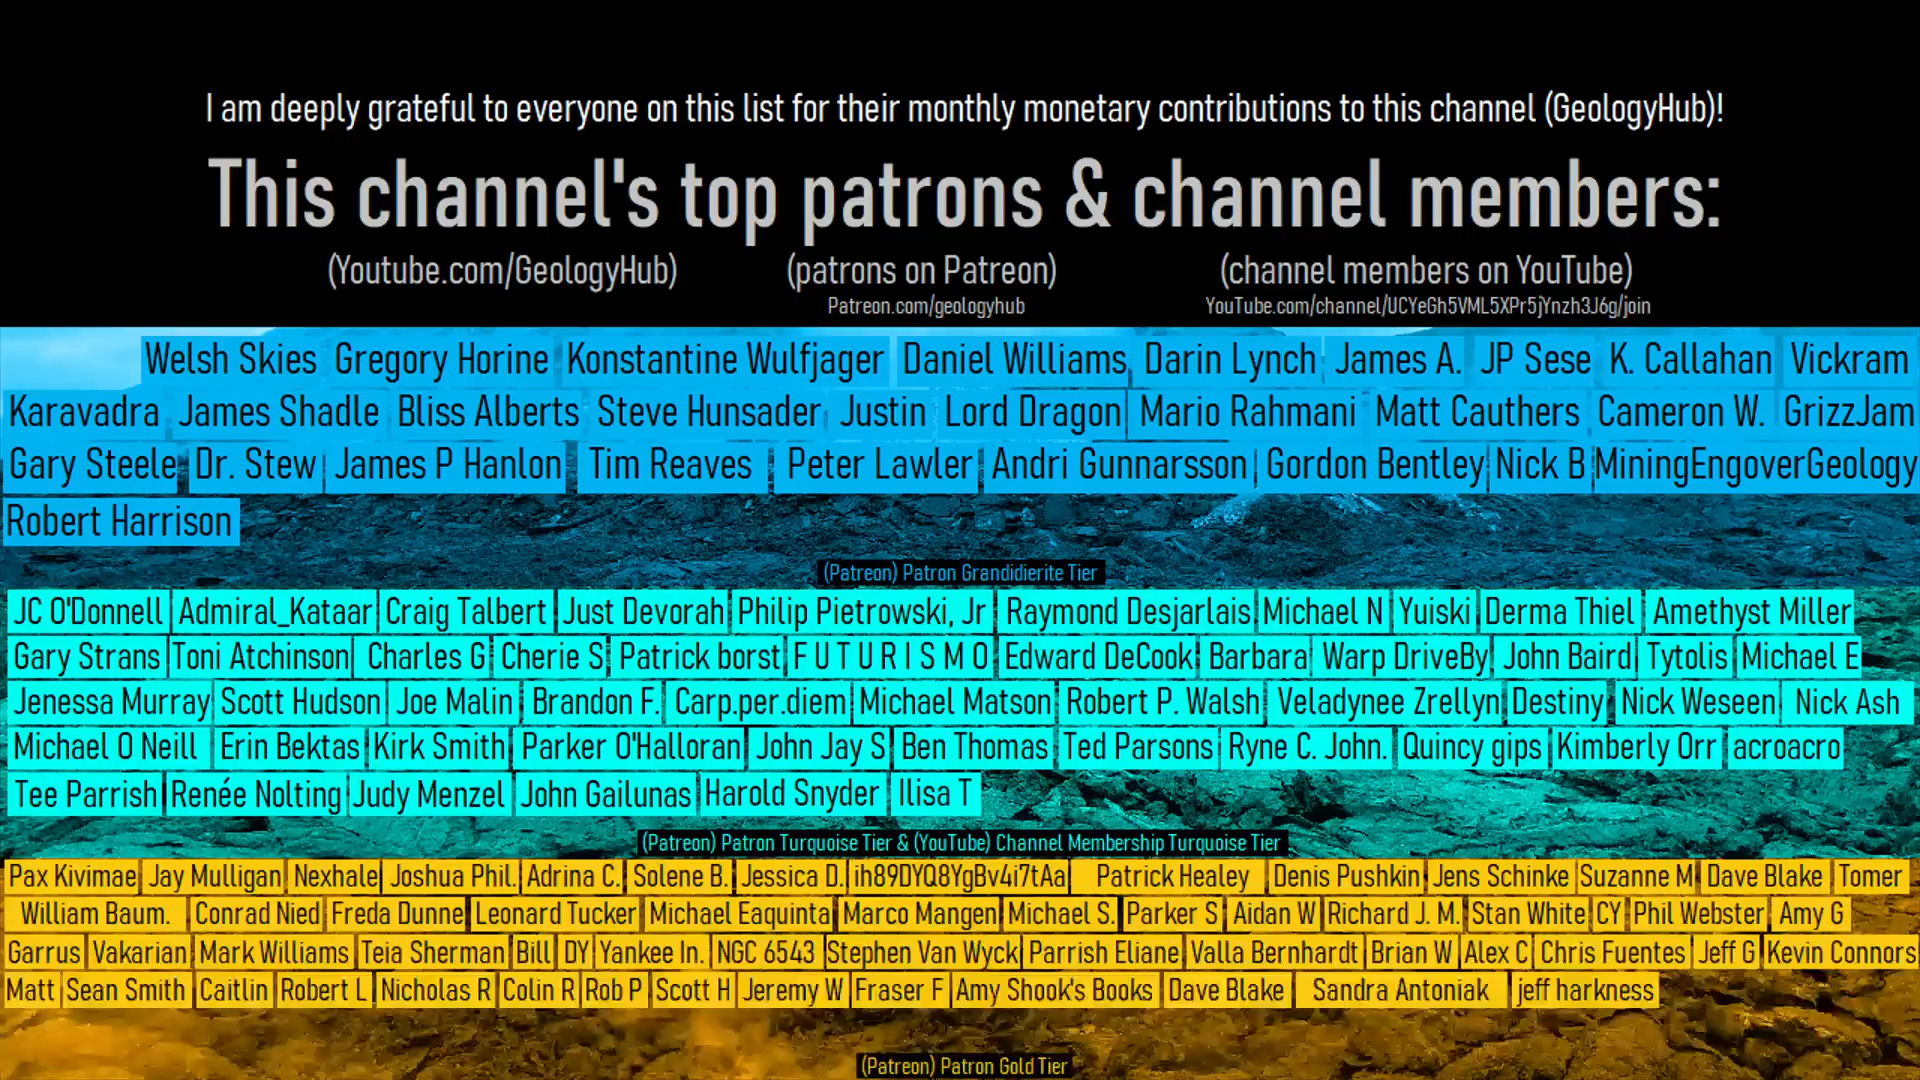 I am deeply grateful to everyone on this list for their monthly monetary contributions to this channel (GeologyHub)!
This channel's top patrons & channel members:
(Youtube.com/GeologyHub) (patrons on Patreon) (channel members on YouTube)
Patreon.com/geologyhub YouTube.com/channel/UCYeGh5VML5XPr5jYnzh3J6g/join
Welsh Skies Gregory Horine Konstantine Wulfjager Daniel Williams Darin Lynch James A. JP Sese K. Callahan Vickram
Karavadra James Shadle Bliss Alberts Steve Hunsader Justin Lord Dragon Mario Rahmani Matt Cauthers Cameron W. GrizzJam
Gary Steele Dr. Stew James P Hanlon Tim Reaves Peter Lawler Andri Gunnarsson Gordon Bentley Nick B MiningEngoverGeology
Robert Harrison
(Patreon) Patron Grandidierite Tier
JC O'Donnell Admiral_Kataar Craig Talbert Just Devorah Philip Pietrowski, Jr Raymond Desjarlais Michael N Yuiski Derma Thiel Amethyst Miller
Gary Strans Toni Atchinson Charles G Cherie S Patrick borst F U T U R I S M O Edward DeCook Barbara Warp DriveBy John Baird Tytolis Michael E
Jenessa Murray Scott Hudson Joe Malin Brandon F. Carp.per.diem Michael Matson Robert P. Walsh Veladynee Zrellyn Destiny Nick Weseen Nick Ash
Michael O Neill Erin Bektas Kirk Smith Parker O'Halloran John Jay S Ben Thomas Ted Parsons Ryne C. John. Quincy gips Kimberly Orr acroacro
Tee Parrish Renée Nolting Judy Menzel John Gailunas Harold Snyder Ilisa T
(Patreon) Patron Turquoise Tier & (YouTube) Channel Membership Turquoise Tier
Pax Kivimae Jay Mulligan Nexhale Joshua Phil. Adrina C. Solene B. Jessica D. ih89DYQ8YgBv4i7tAa Patrick Healey Denis Pushkin Jens Schinke Suzanne M Dave Blake Tomer
William Baum. Conrad Nied Freda Dunne Leonard Tucker Michael Eaquinta Marco Mangen Michael S. Parker S Aidan W Richard J. M. Stan White CY Phil Webster Amy G
Garrus Vakarian Mark Williams Teia Sherman Bill DY Yankee In. NGC 6543 Stephen Van Wyck Parrish Eliane Valla Bernhardt Brian W Alex C Chris Fuentes Jeff G Kevin Connors
Matt Sean Smith Caitlin Robert L Nicholas R Colin R Rob P Scott H Jeremy W Fraser F Amy Shook's Books Dave Blake Sandra Antoniak jeff harkness
(Patreon) Patron Gold Tier